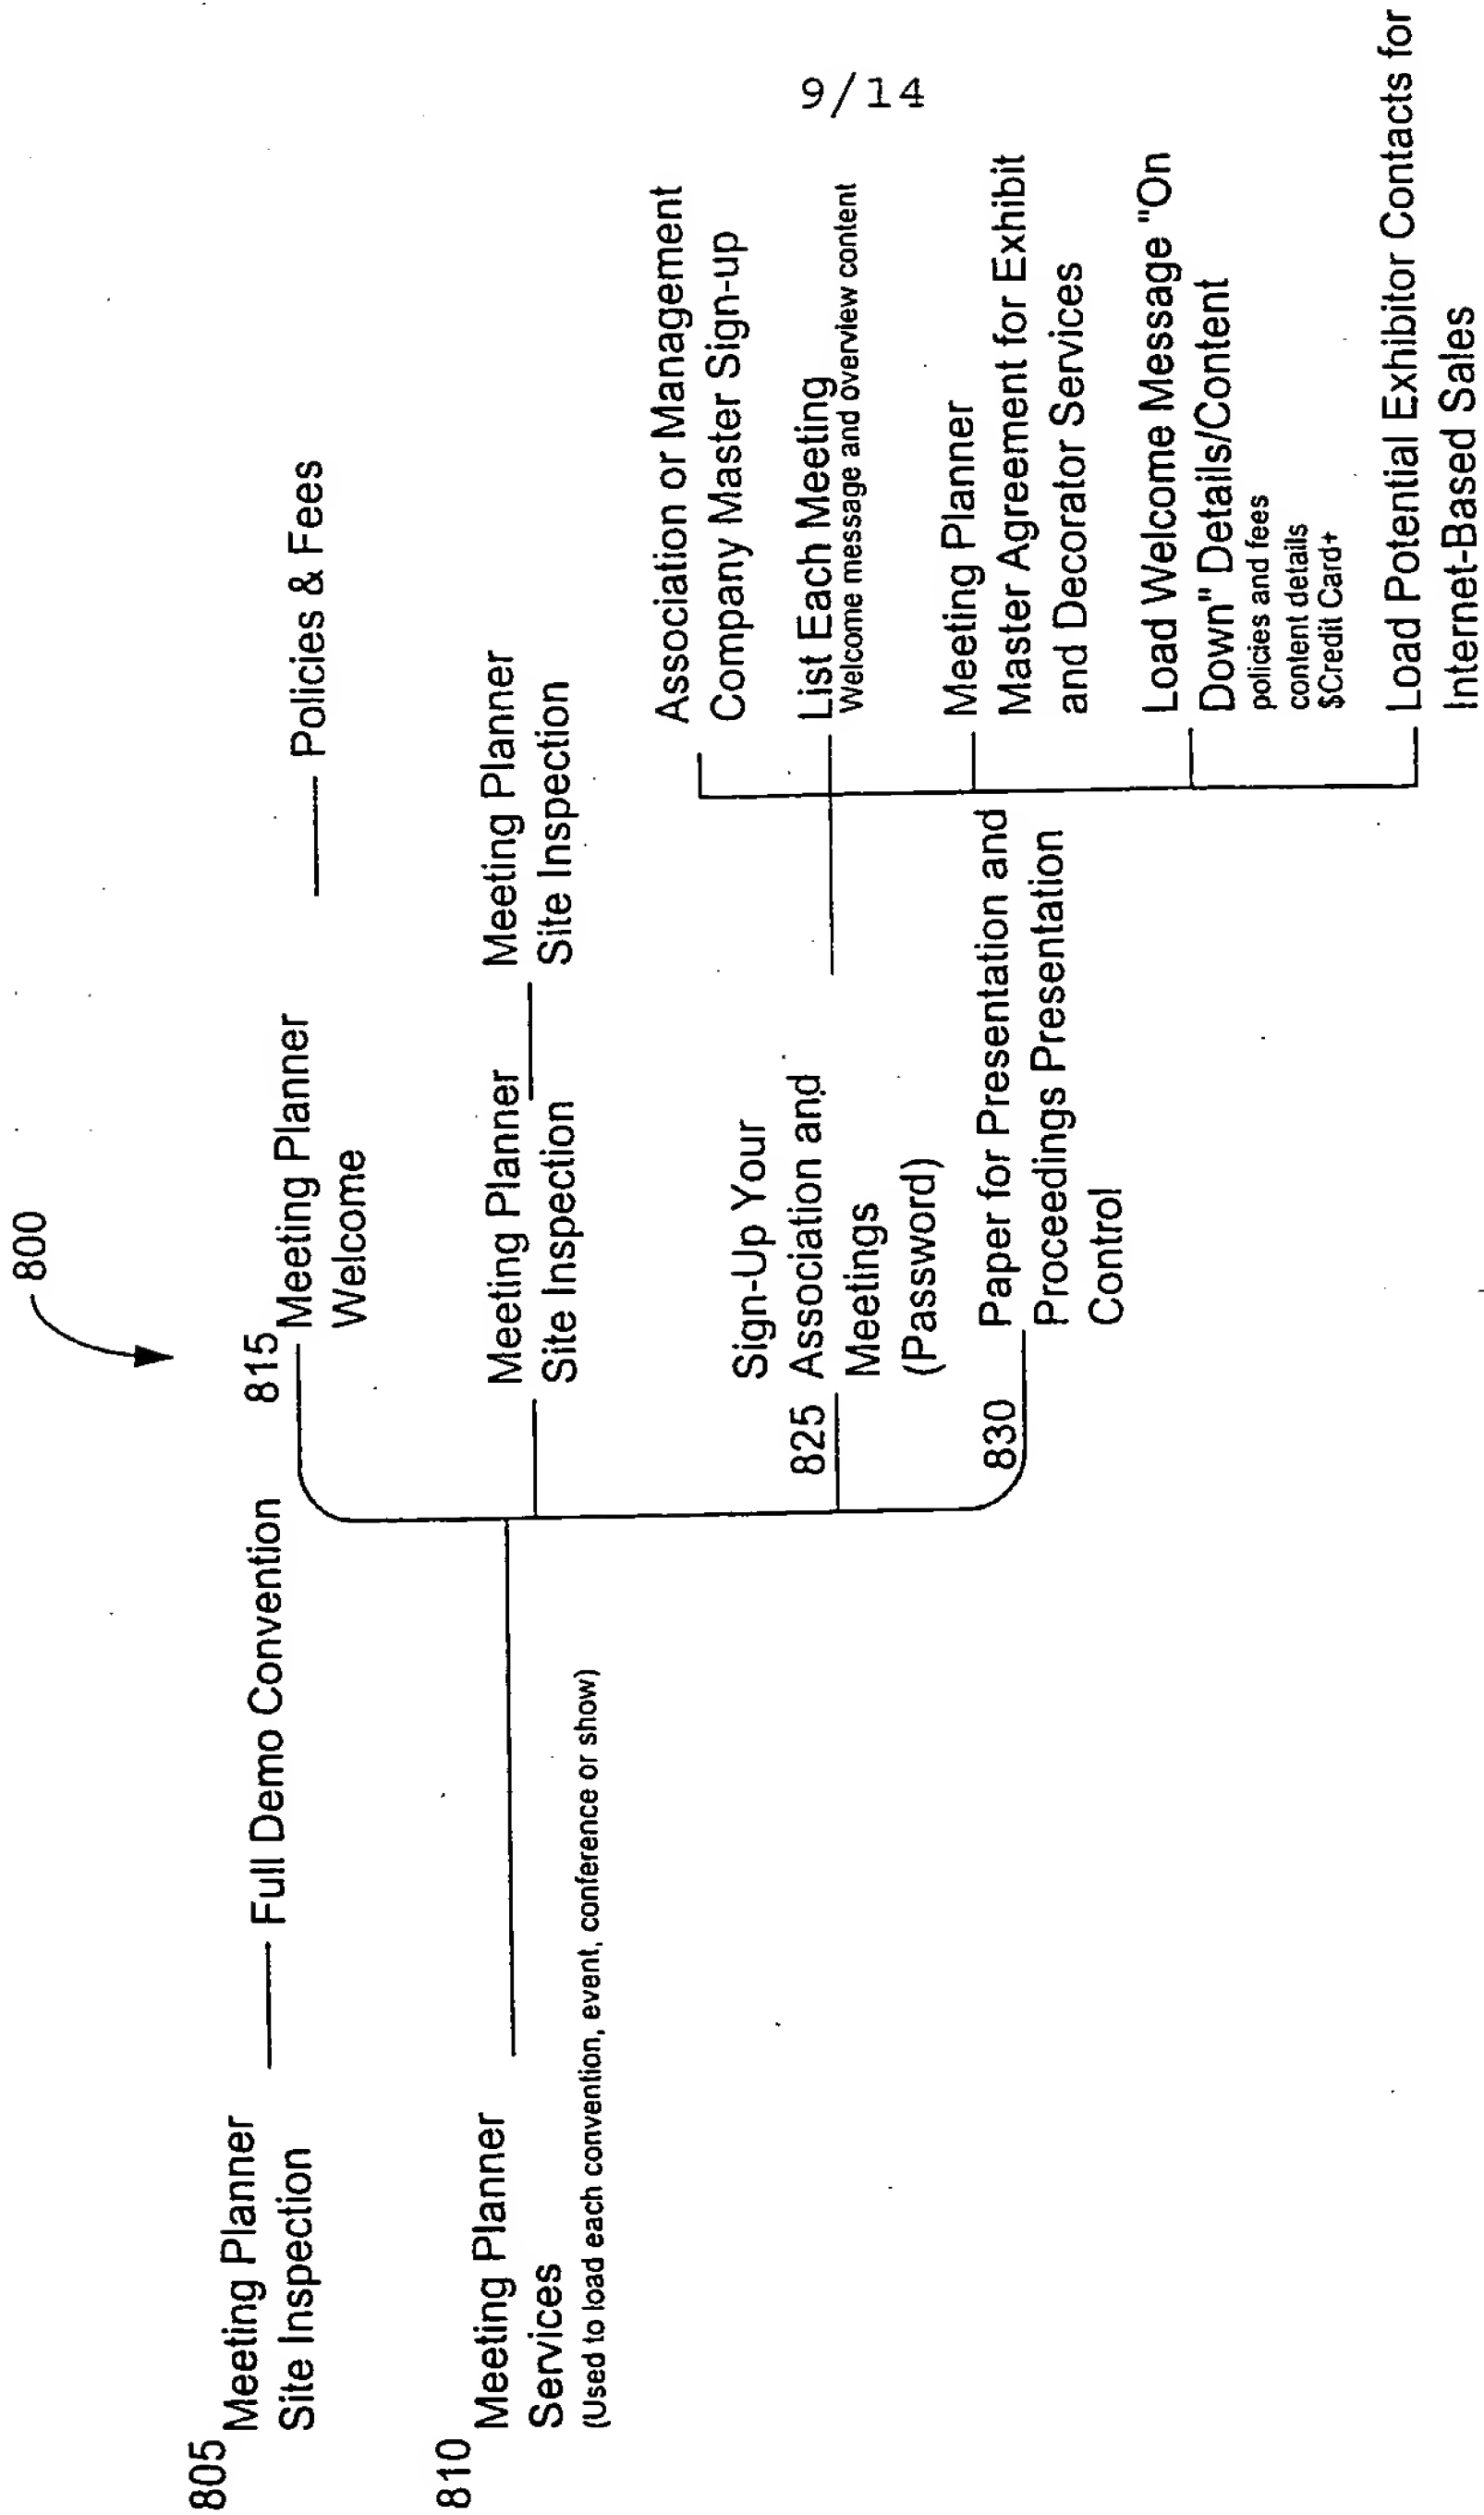 9/14
800
805
Meeting Planner
Site Inspection
Full Demo Convention
810
Meeting Planner
Services
(Used to load each convention, event, conference or show)
815
Meeting Planner
Welcome
Policies & Fees
Meeting Planner
Site Inspection
Meeting Planner
Site Inspection
825
Sign-Up Your
Association and
Meetings
(Password)
830
Paper for Presentation and
Proceedings Presentation
Control
Association or Management
Company Master Sign-up
List Each Meeting
Welcome message and overview content
Meeting Planner
Master Agreement for Exhibit
and Decorator Services
Load Welcome Message "On
Down" Details/Content
policies and fees
content details
$Credit Card+
Load Potential Exhibitor Contacts for
Internet-Based Sales